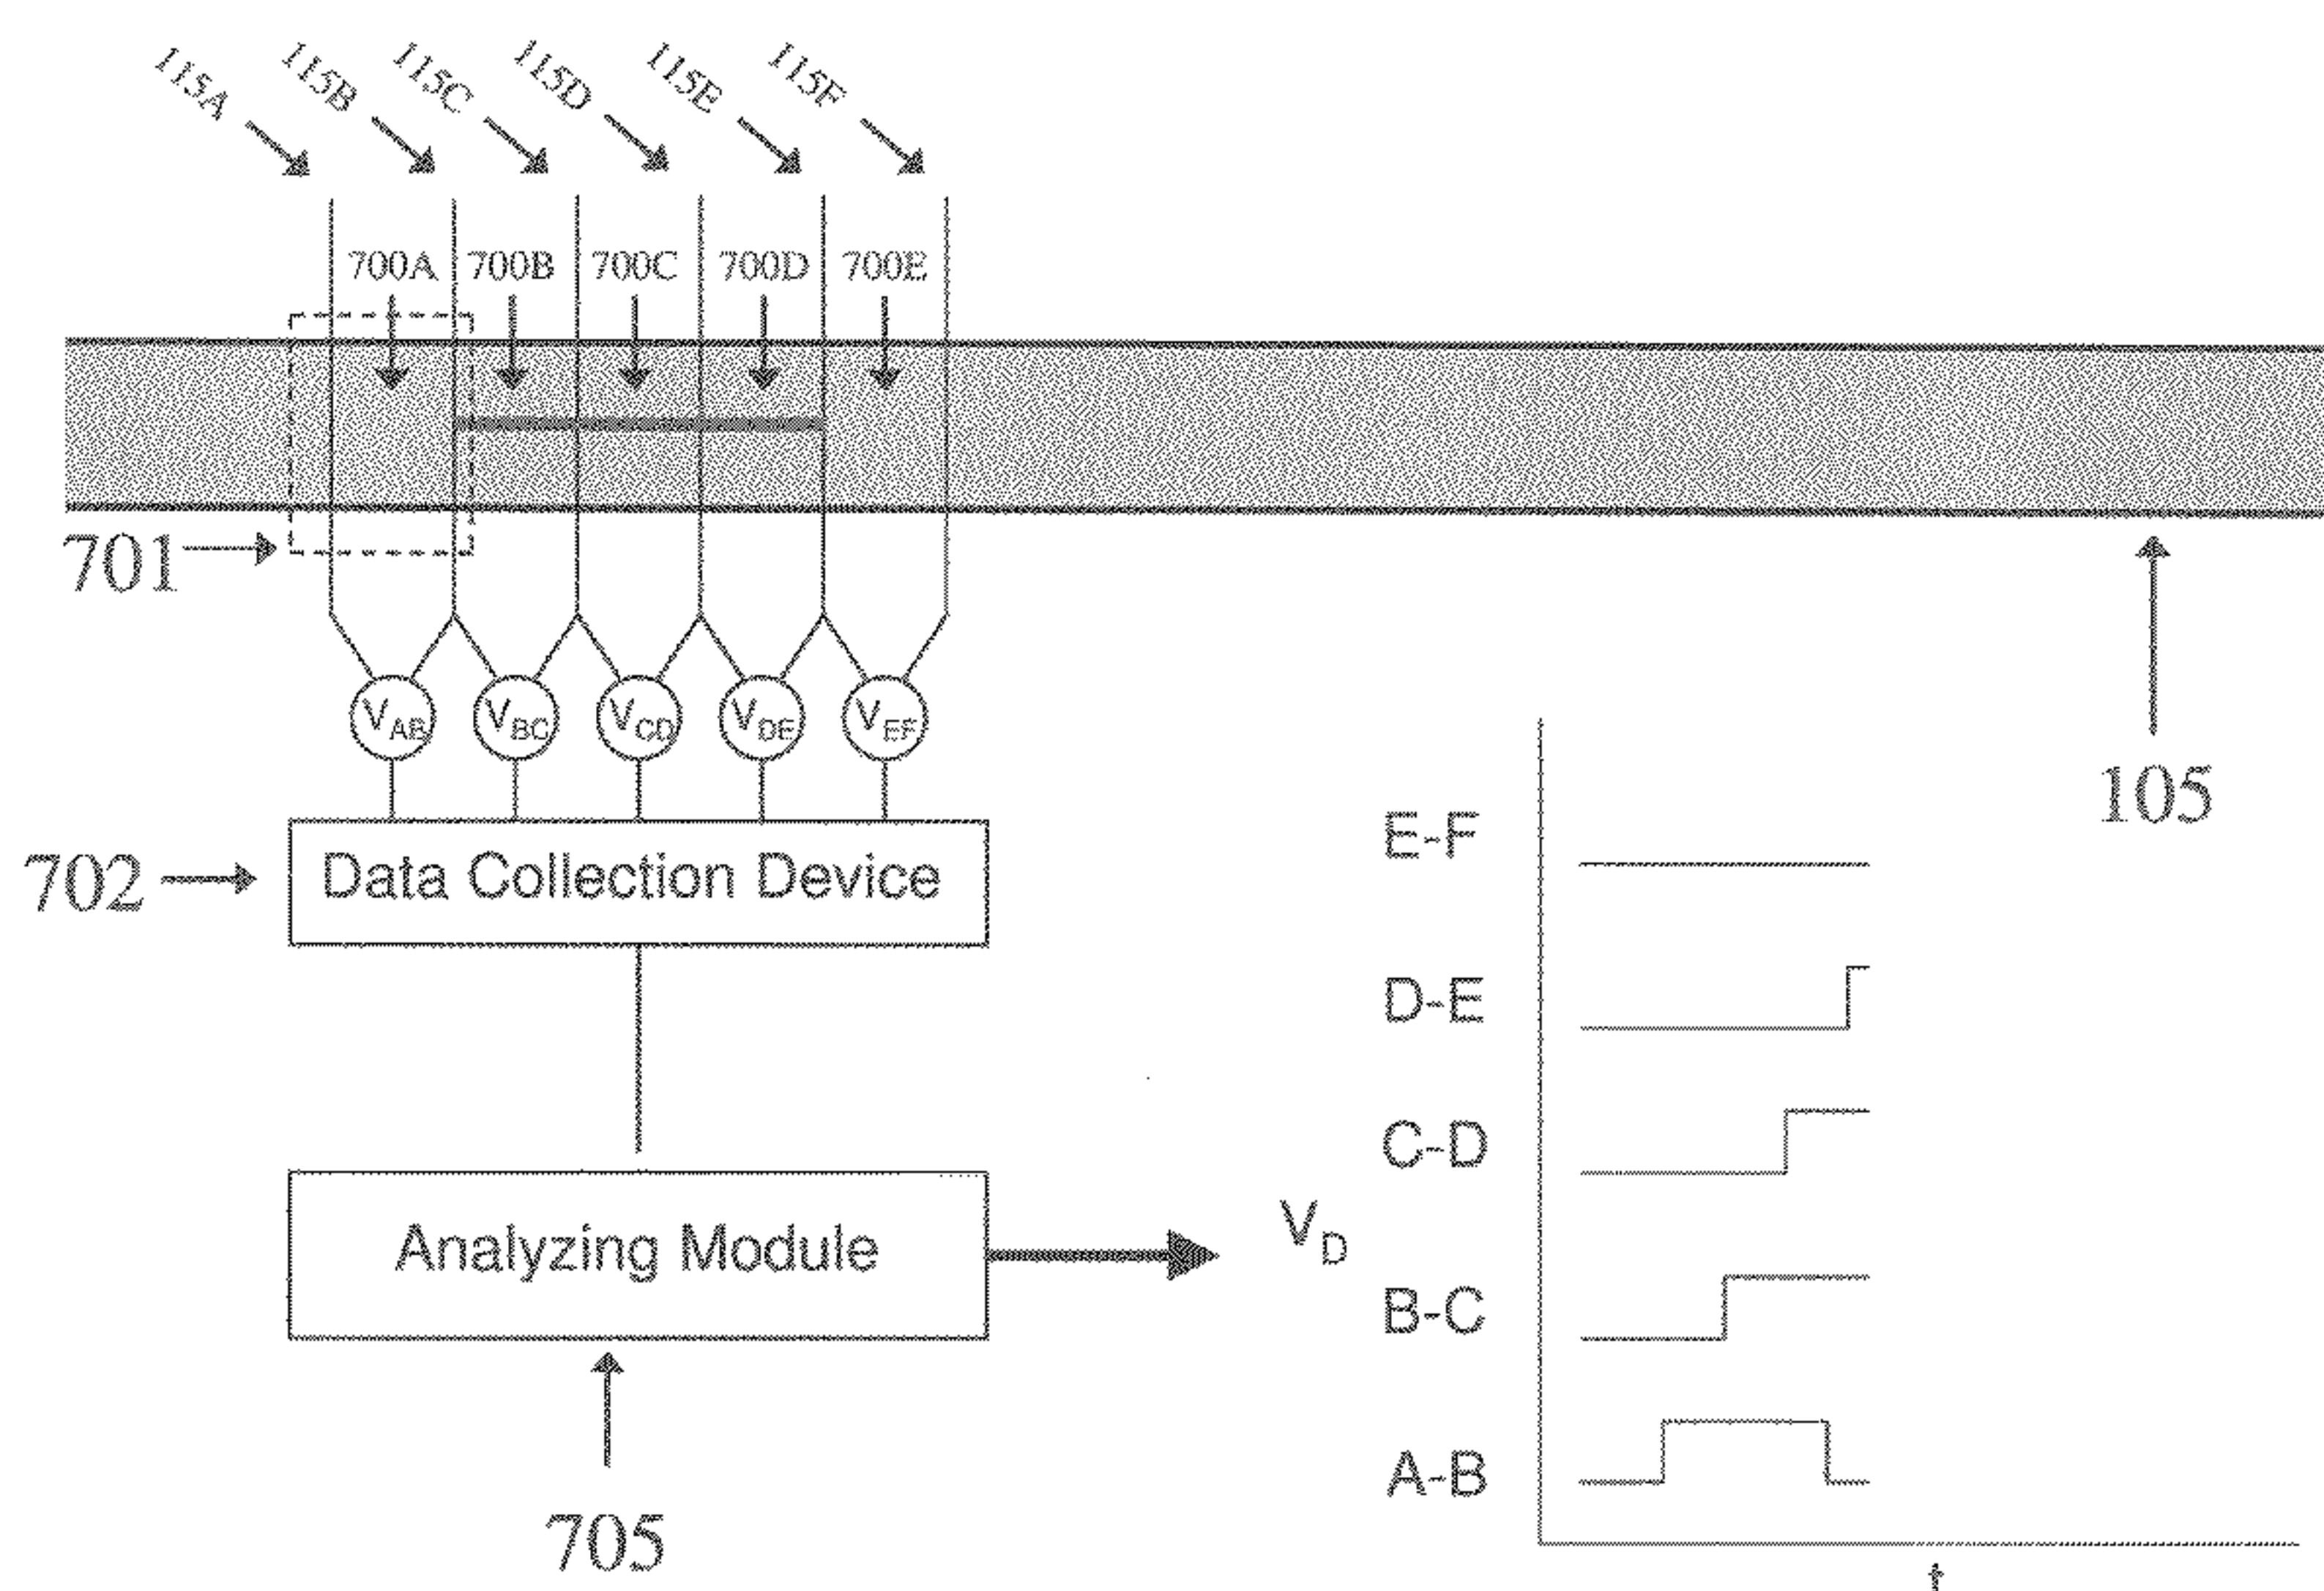 115A 115B 115C 115D 115E 115F
700A 700B 700C 700D 700E
701
105
V_AB V_BC V_CD V_DE V_EF
702
Data Collection Device
Analyzing Module
705
V_D
E-F
D-E
C-D
B-C
A-B
t